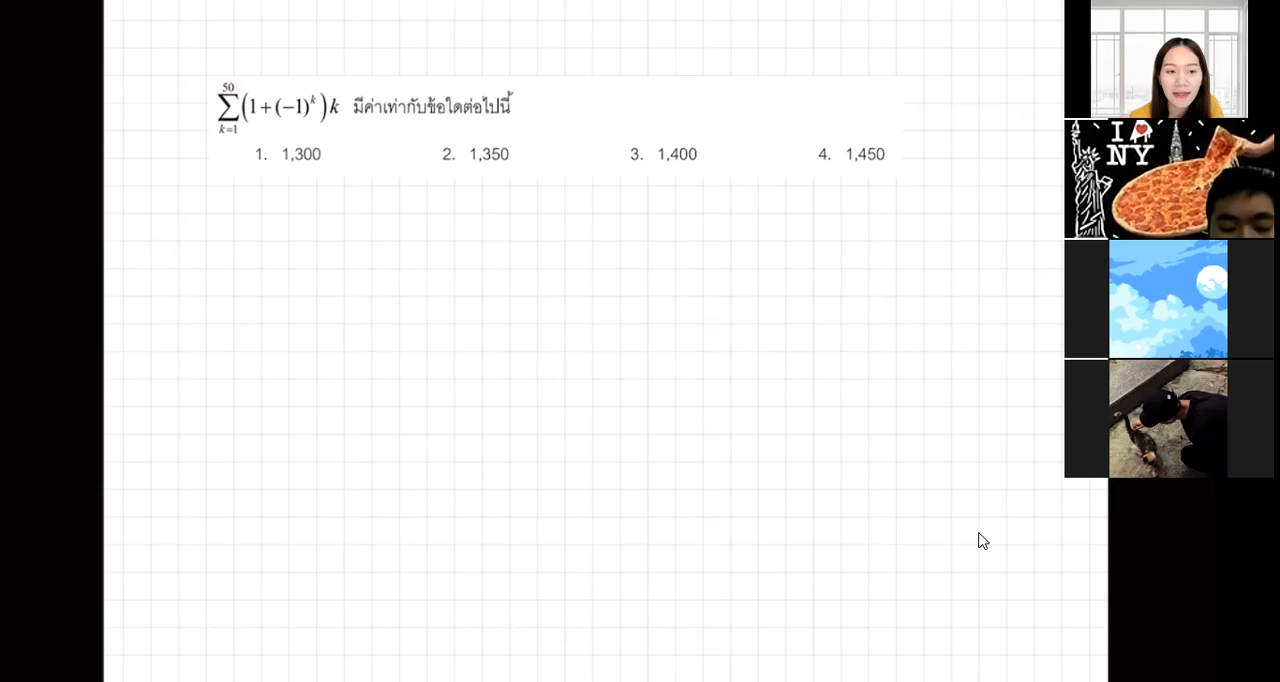 50
∑(1+(−1)^k)k มีค่าเท่ากับข้อใดต่อไปนี้
k=1
1. 1,300 2. 1,350 3. 1,400 4. 1,450
I
NY